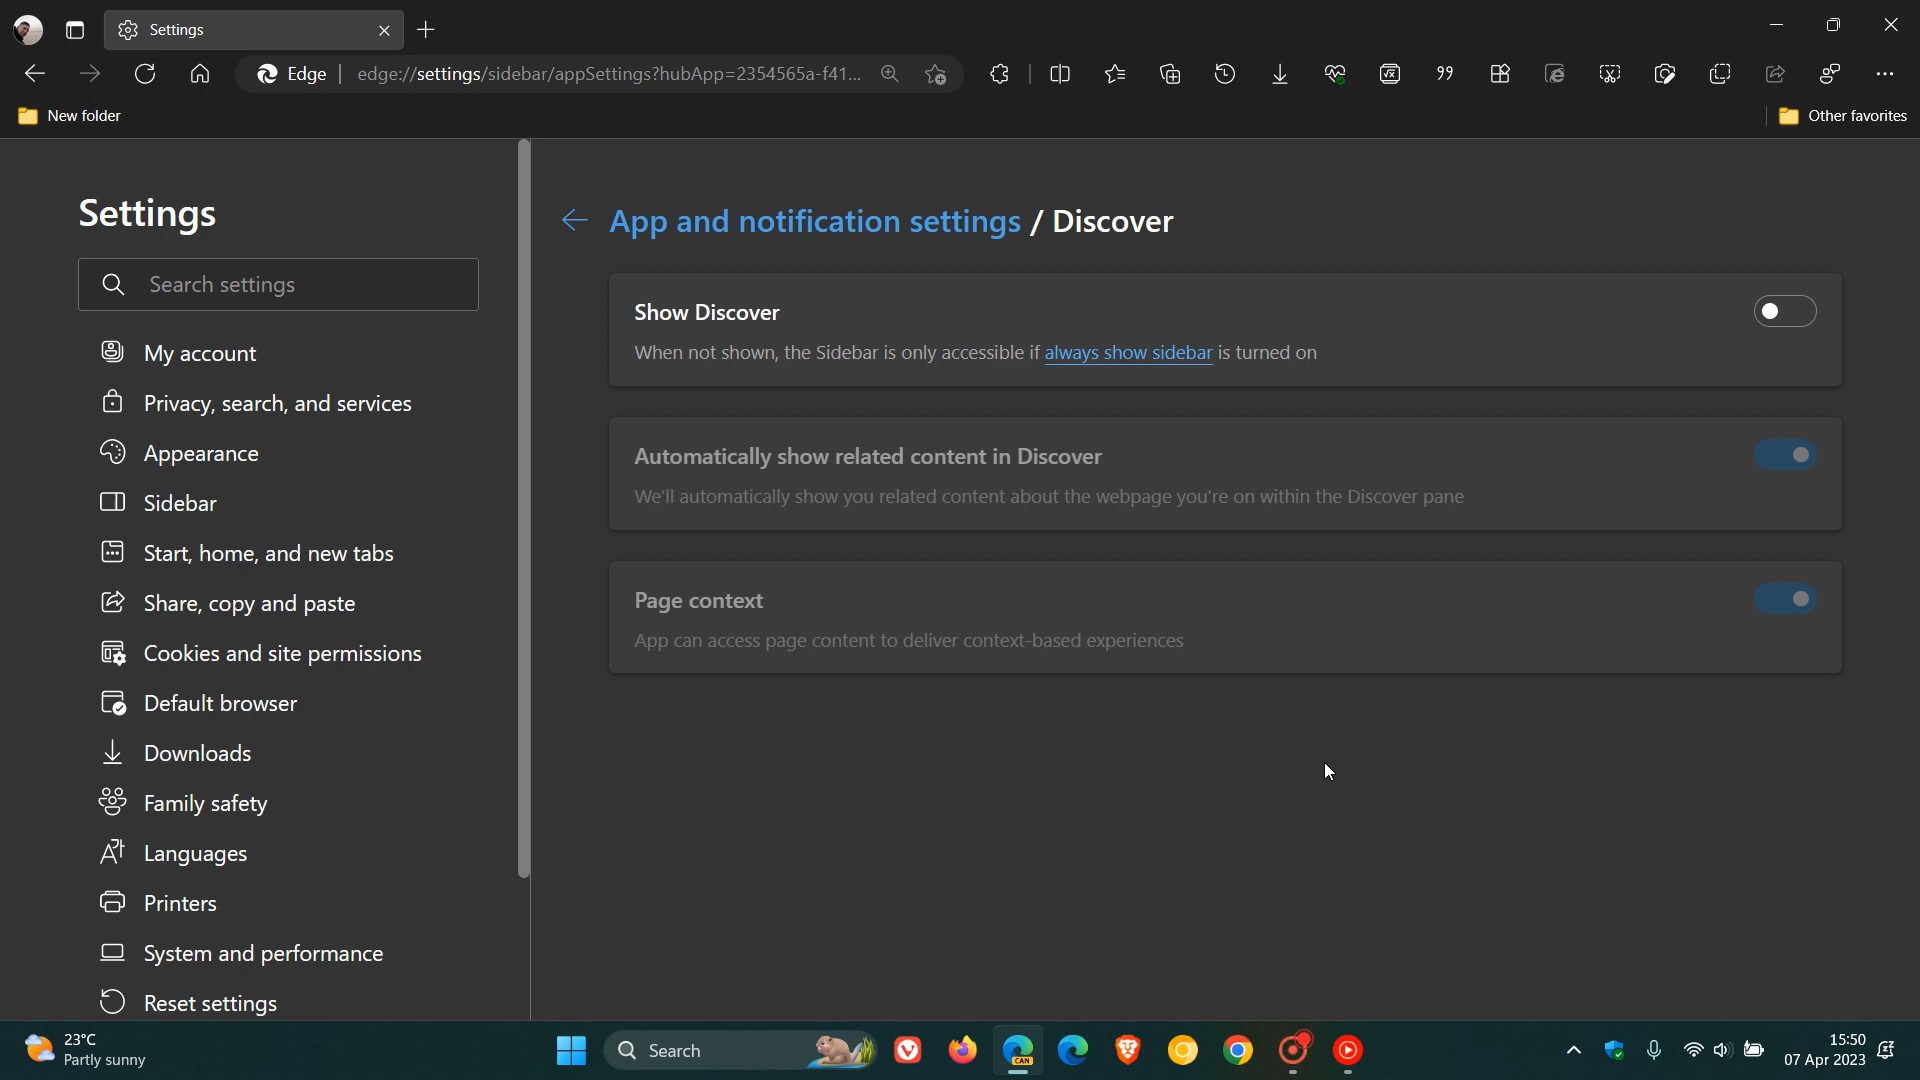 Settings
Edge
edge://settings/sidebar/appSettings?hubApp=2354565a-f41...
New folder
Other favorites
Settings
Search settings
My account
Privacy, search, and services
Appearance
Sidebar
Start, home, and new tabs
Share, copy and paste
Cookies and site permissions
Default browser
Downloads
Family safety
Languages
Printers
System and performance
Reset settings
App and notification settings / Discover
Show Discover
When not shown, the Sidebar is only accessible if always show sidebar is turned on
Automatically show related content in Discover
We'll automatically show you related content about the webpage you're on within the Discover pane
Page context
App can access page content to deliver context-based experiences
23°C
Partly sunny
Search
CAN
15:50
07 Apr 2023